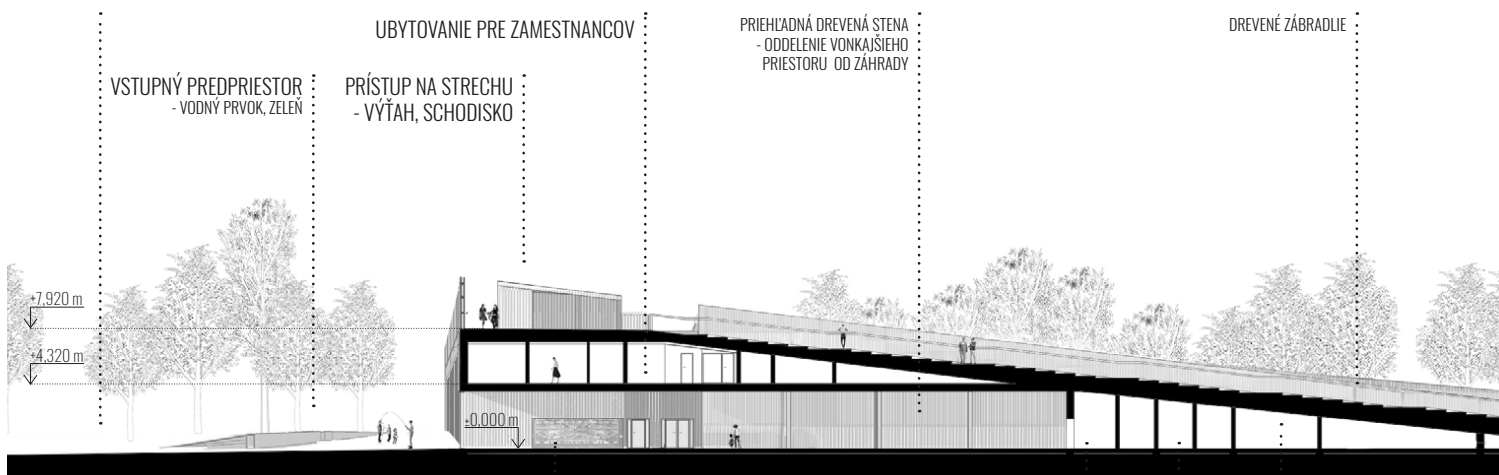 UBYTOVANIE PRE ZAMESTNANCOV
PRIEHĽADNÁ DREVENÁ STENA
- ODDELENIE VONKAJŠIEHO
PRIESTORU OD ZÁHRADY
DREVENÉ ZÁBRADLIE
VSTUPNÝ PREDPRIESTOR
- VODNÝ PRVOK, ZELEŇ
PRÍSTUP NA STRECHU
- VÝŤAH, SCHODISKO
+7,920 m
+4,320 m
±0,000 m